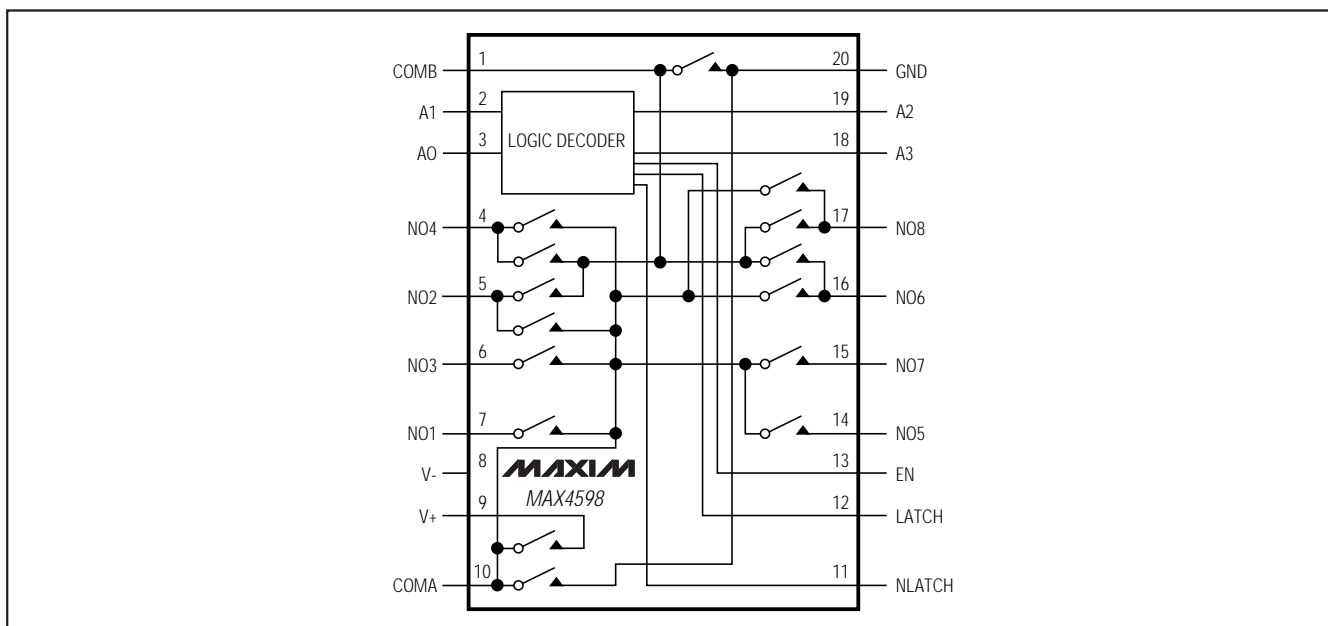 COMB 1 20 GND
A1 2 19 A2
LOGIC DECODER
A0 3 18 A3
NO4 4 17 NO8
NO2 5 16 NO6
NO3 6 15 NO7
NO1 7 14 NO5
V- 8 13 EN
MAXIM
MAX4598
V+ 9 12 LATCH
COMA 10 11 NLATCH